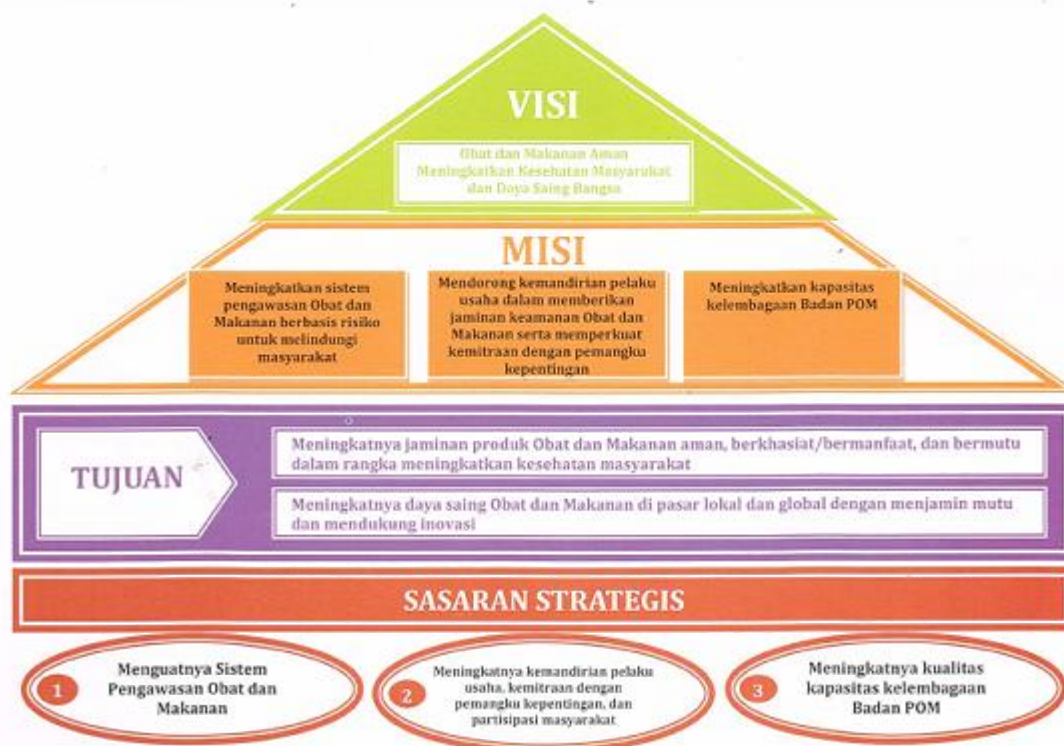 VISI
Obat dan Makanan Aman
Meningkatkan Kesehatan Masyarakat
dan Daya Saing Bangsa
MISI
Meningkatkan sistem
pengawasan Obat dan
Makanan berbasis risiko
untuk melindungi
masyarakat
Mendorong kemandirian pelaku
usaha dalam memberikan
jaminan keamanan Obat dan
Makanan serta memperkuat
kemitraan dengan pemangku
kepentingan
Meningkatkan kapasitas
kelembagaan Badan POM
TUJUAN
Meningkatnya jaminan produk Obat dan Makanan aman, berkhasiat/bermanfaat, dan bermutu
dalam rangka meningkatkan kesehatan masyarakat
Meningkatnya daya saing Obat dan Makanan di pasar lokal dan global dengan menjamin mutu
dan mendukung inovasi
SASARAN STRATEGIS
1
Menguatnya Sistem
Pengawasan Obat dan
Makanan
2
Meningkatnya kemandirian pelaku
usaha, kemitraan dengan
pemangku kepentingan, dan
partisipasi masyarakat
3
Meningkatnya kualitas
kapasitas kelembagaan
Badan POM